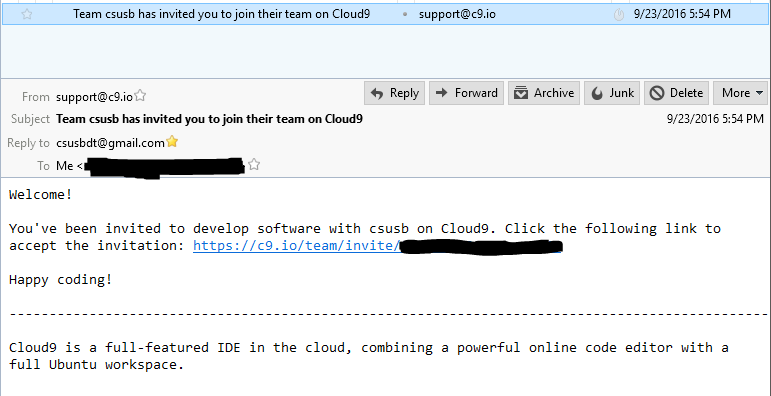 Team csusb has invited you to join their team on Cloud9 • support@c9.io 9/23/2016 5:54 PM
From support@c9.io Reply Forward Archive Junk Delete More
Subject Team csusb has invited you to join their team on Cloud9 9/23/2016 5:54 PM
Reply to csusbdt@gmail.com
To Me <
Welcome!
You've been invited to develop software with csusb on Cloud9. Click the following link to
accept the invitation: https://c9.io/team/invite/
Happy coding!
--------------------------------------------------------------------------------
Cloud9 is a full-featured IDE in the cloud, combining a powerful online code editor with a
full Ubuntu workspace.